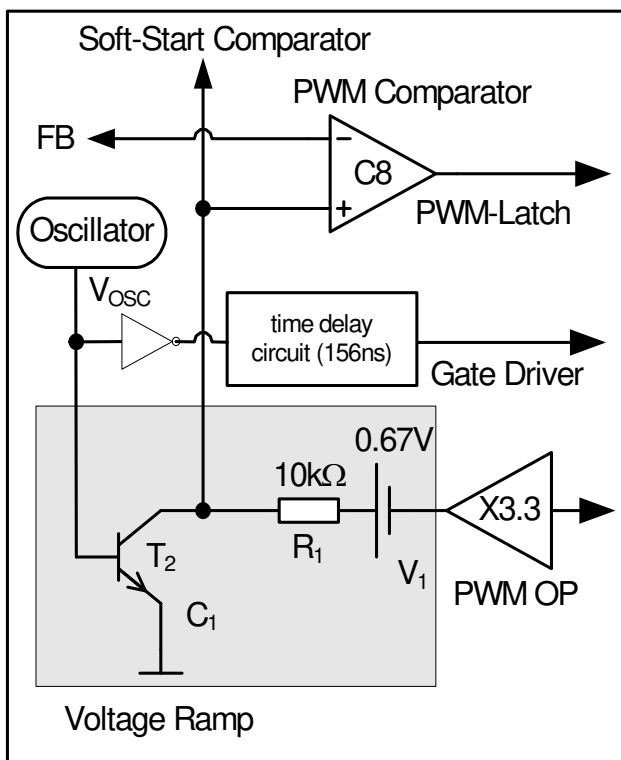 Soft-Start Comparator
PWM Comparator
FB
C8
PWM-Latch
Oscillator
VOSC
time delay
circuit (156ns)
Gate Driver
0.67V
10kΩ
X3.3
R1
V1
T2
PWM OP
C1
Voltage Ramp